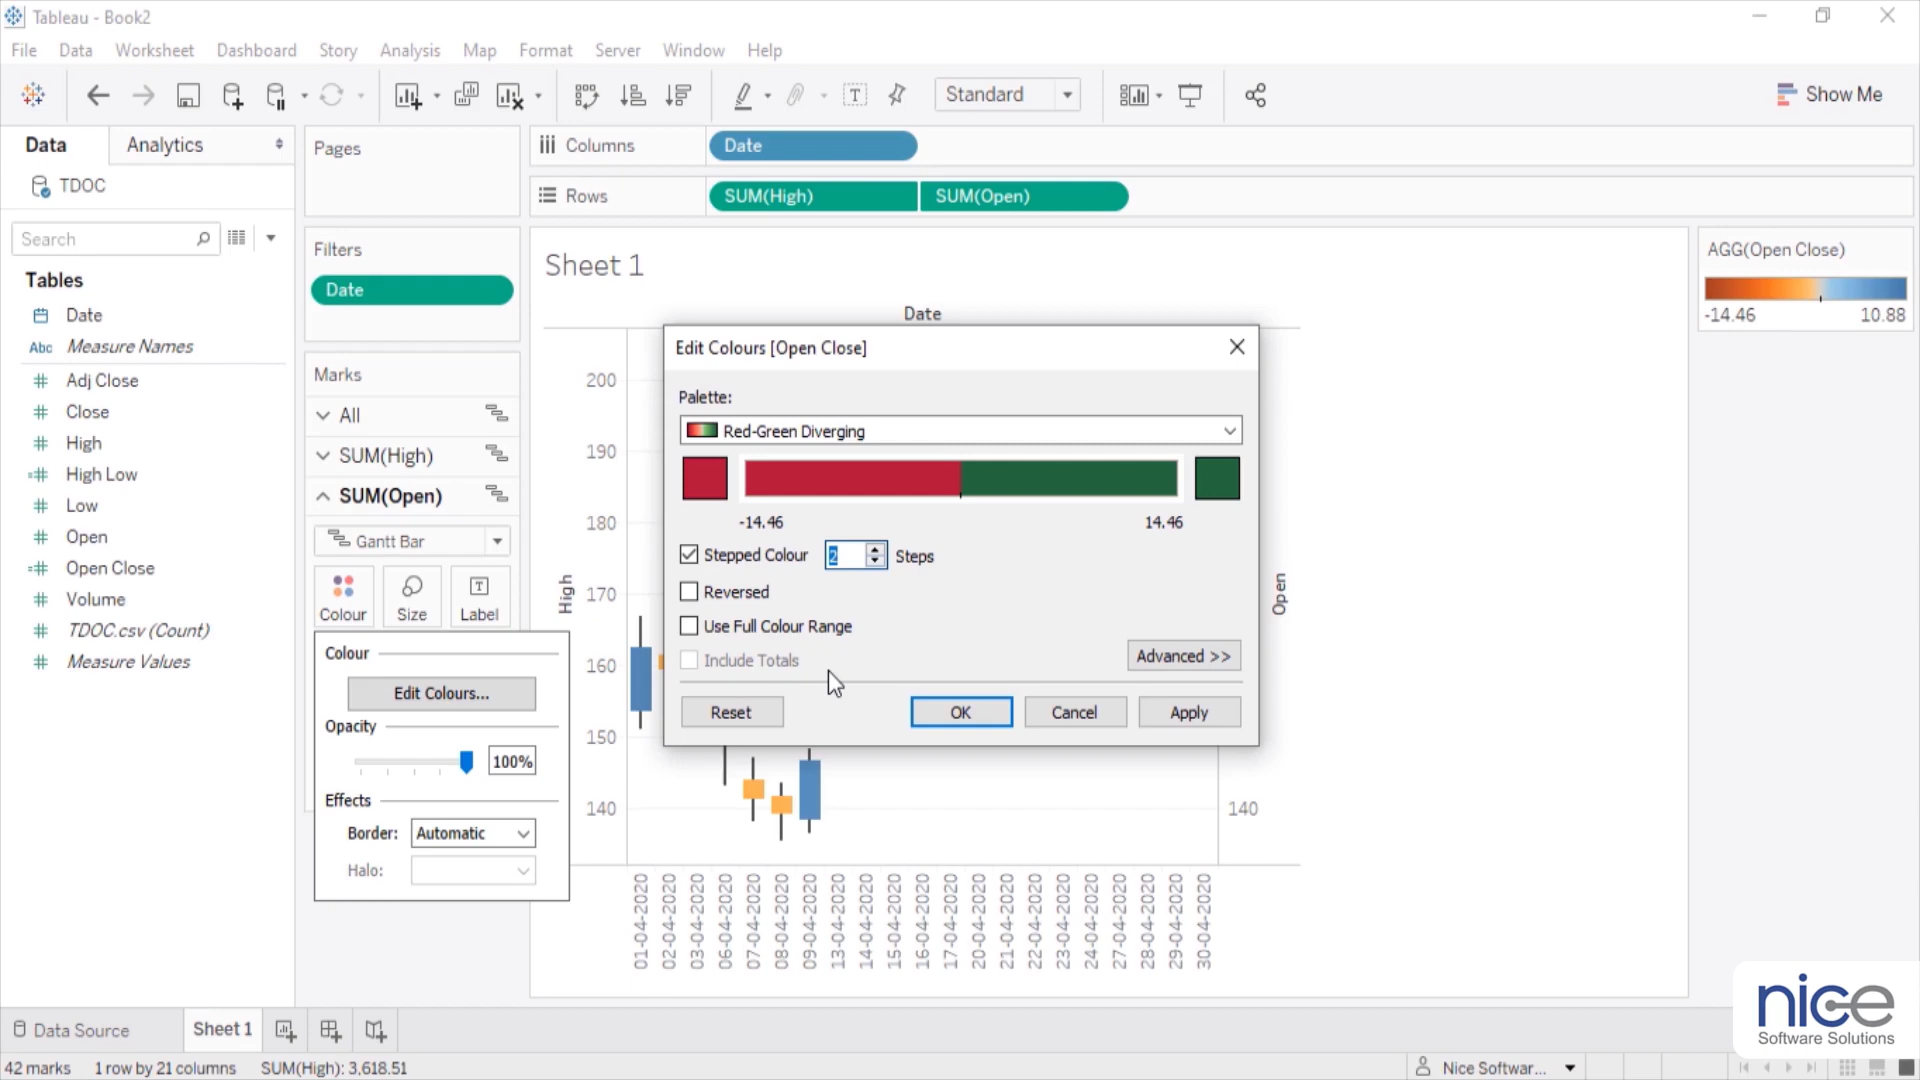 Tableau - Book2
File Data Worksheet Dashboard Story Analysis Map Format Server Window Help
Standard
Show Me
Data
Analytics
TDOC
Search
Tables
Date
Abc Measure Names
Adj Close
Close
High
High Low
Low
Open
Open Close
Volume
TDOC.csv (Count)
Measure Values
Pages
Filters
Date
Marks
All
SUM(High)
SUM(Open)
Gantt Bar
Colour
Size
Label
Colour
Edit Colours...
Opacity
100%
Effects
Border: Automatic
Halo:
Columns
Date
Rows
SUM(High)
SUM(Open)
Sheet 1
Date
200
190
180
170
160
150
140
High
Open
140
01-04-2020
02-04-2020
03-04-2020
06-04-2020
07-04-2020
08-04-2020
09-04-2020
13-04-2020
14-04-2020
15-04-2020
16-04-2020
17-04-2020
20-04-2020
21-04-2020
22-04-2020
23-04-2020
24-04-2020
27-04-2020
28-04-2020
29-04-2020
30-04-2020
Edit Colours [Open Close]
Palette:
Red-Green Diverging
-14.46
14.46
Stepped Colour 2 Steps
Reversed
Use Full Colour Range
Include Totals
Advanced >>
Reset
OK
Cancel
Apply
AGG(Open Close)
-14.46
10.88
Data Source
Sheet 1
42 marks
1 row by 21 columns
SUM(High): 3,618.51
Nice Softwar...
nice
Software Solutions